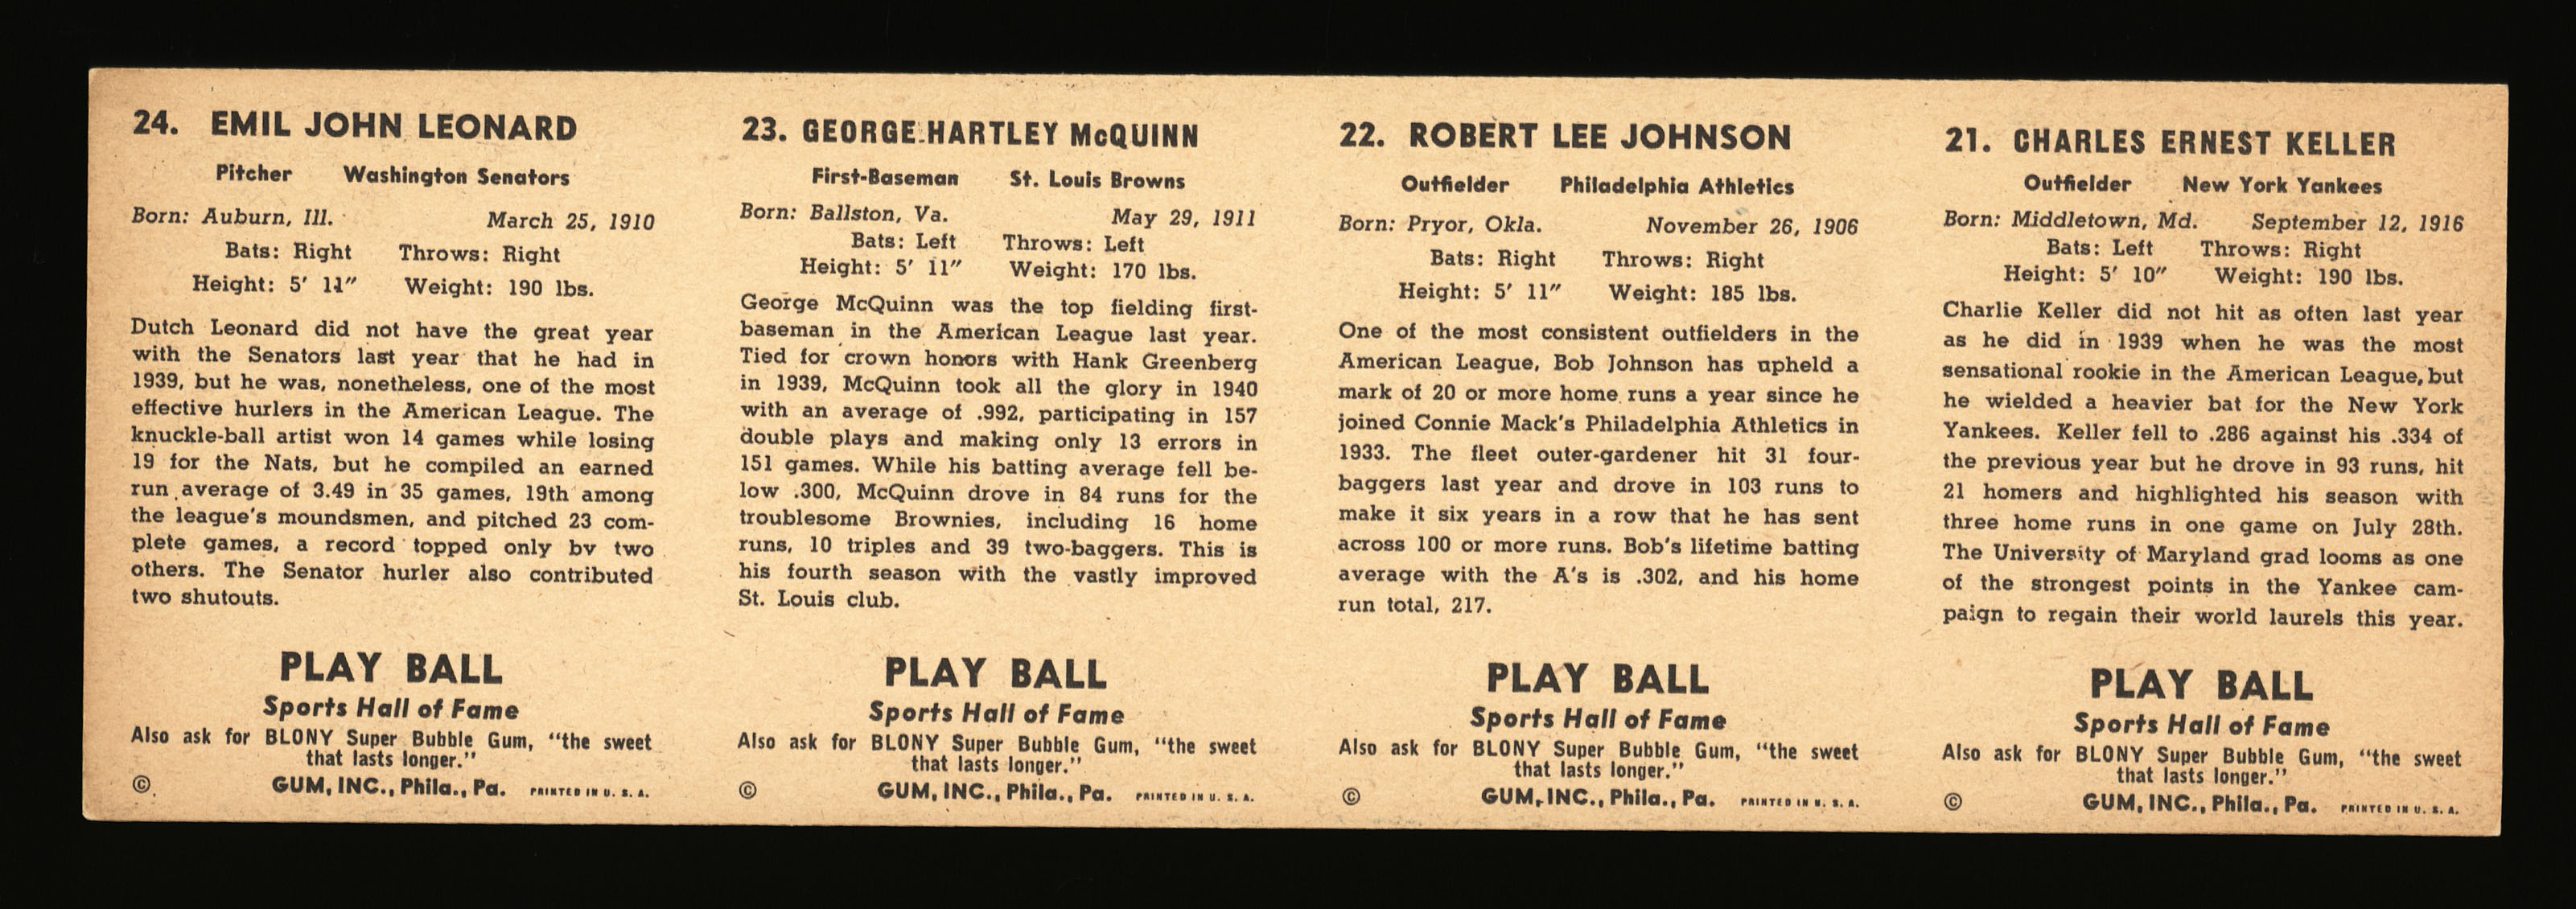 24. EMIL JOHN LEONARD
Pitcher Washington Senators
Born: Auburn, Ill. March 25, 1910
Bats: Right Throws: Right
Height: 5′ 11″ Weight: 190 lbs.
Dutch Leonard did not have the great year
with the Senators last year that he had in
1939, but he was, nonetheless, one of the most
effective hurlers in the American League. The
knuckle-ball artist won 14 games while losing
19 for the Nats, but he compiled an earned
run average of 3.49 in 35 games, 19th among
the league's moundsmen, and pitched 23 com-
plete games, a record topped only by two
others. The Senator hurler also contributed
two shutouts.
PLAY BALL
Sports Hall of Fame
Also ask for BLONY Super Bubble Gum, "the sweet
that lasts longer."
© GUM, INC., Phila., Pa. PRINTED IN U. S. A.
23. GEORGE HARTLEY McQUINN
First-Baseman St. Louis Browns
Born: Ballston, Va. May 29, 1911
Bats: Left Throws: Left
Height: 5′ 11″ Weight: 170 lbs.
George McQuinn was the top fielding first-
baseman in the American League last year.
Tied for crown honors with Hank Greenberg
in 1939, McQuinn took all the glory in 1940
with an average of .992, participating in 157
double plays and making only 13 errors in
151 games. While his batting average fell be-
low .300, McQuinn drove in 84 runs for the
troublesome Brownies, including 16 home
runs, 10 triples and 39 two-baggers. This is
his fourth season with the vastly improved
St. Louis club.
PLAY BALL
Sports Hall of Fame
Also ask for BLONY Super Bubble Gum, "the sweet
that lasts longer."
© GUM, INC., Phila., Pa. PRINTED IN U. S. A.
22. ROBERT LEE JOHNSON
Outfielder Philadelphia Athletics
Born: Pryor, Okla. November 26, 1906
Bats: Right Throws: Right
Height: 5′ 11″ Weight: 185 lbs.
One of the most consistent outfielders in the
American League, Bob Johnson has upheld a
mark of 20 or more home runs a year since he
joined Connie Mack's Philadelphia Athletics in
1933. The fleet outer-gardener hit 31 four-
baggers last year and drove in 103 runs to
make it six years in a row that he has sent
across 100 or more runs. Bob's lifetime batting
average with the A's is .302, and his home
run total, 217.
PLAY BALL
Sports Hall of Fame
Also ask for BLONY Super Bubble Gum, "the sweet
that lasts longer."
© GUM, INC., Phila., Pa. PRINTED IN U. S. A.
21. CHARLES ERNEST KELLER
Outfielder New York Yankees
Born: Middletown, Md. September 12, 1916
Bats: Left Throws: Right
Height: 5′ 10″ Weight: 190 lbs.
Charlie Keller did not hit as often last year
as he did in 1939 when he was the most
sensational rookie in the American League, but
he wielded a heavier bat for the New York
Yankees. Keller fell to .286 against his .334 of
the previous year but he drove in 93 runs, hit
21 homers and highlighted his season with
three home runs in one game on July 28th.
The University of Maryland grad looms as one
of the strongest points in the Yankee cam-
paign to regain their world laurels this year.
PLAY BALL
Sports Hall of Fame
Also ask for BLONY Super Bubble Gum, "the sweet
that lasts longer."
© GUM, INC., Phila., Pa. PRINTED IN U. S. A.